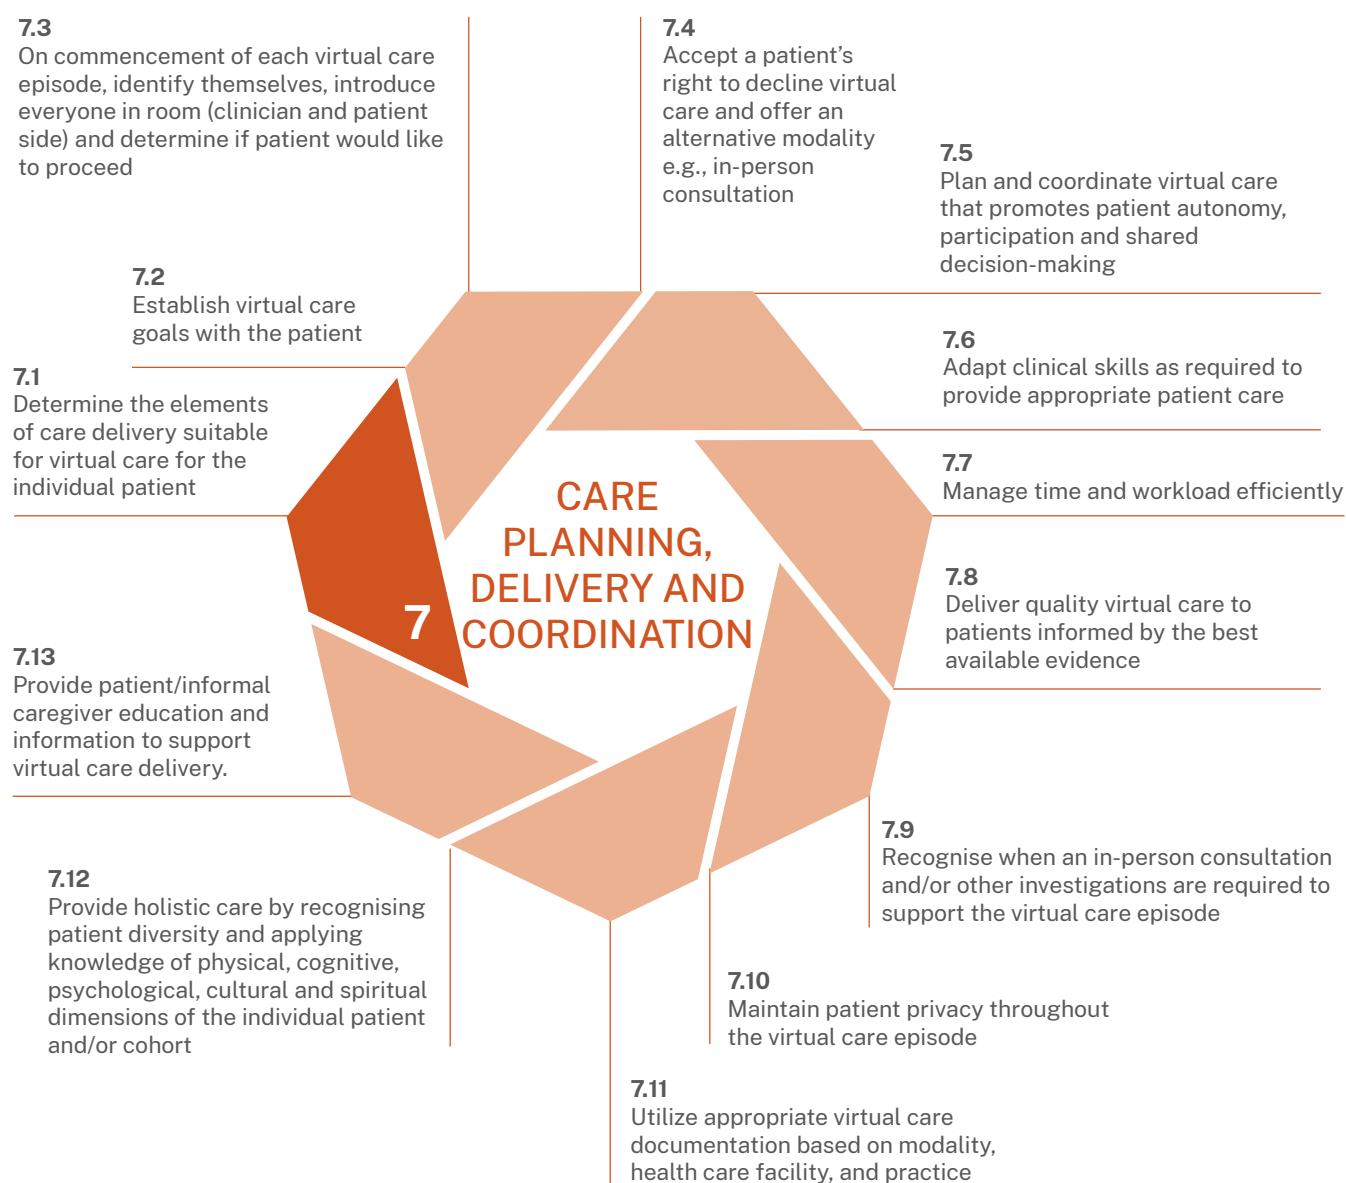 7.3
On commencement of each virtual care
episode, identify themselves, introduce
everyone in room (clinician and patient
side) and determine if patient would like
to proceed
7.4
Accept a patient’s
right to decline virtual
care and offer an
alternative modality
e.g., in-person
consultation
7.5
Plan and coordinate virtual care
that promotes patient autonomy,
participation and shared
decision-making
7.2
Establish virtual care
goals with the patient
7.6
Adapt clinical skills as required to
provide appropriate patient care
7.1
Determine the elements
of care delivery suitable
for virtual care for the
individual patient
7.7
Manage time and workload efficiently
CARE
PLANNING,
DELIVERY AND
COORDINATION
7
7.8
Deliver quality virtual care to
patients informed by the best
available evidence
7.13
Provide patient/informal
caregiver education and
information to support
virtual care delivery.
7.9
Recognise when an in-person consultation
and/or other investigations are required to
support the virtual care episode
7.12
Provide holistic care by recognising
patient diversity and applying
knowledge of physical, cognitive,
psychological, cultural and spiritual
dimensions of the individual patient
and/or cohort
7.10
Maintain patient privacy throughout
the virtual care episode
7.11
Utilize appropriate virtual care
documentation based on modality,
health care facility, and practice